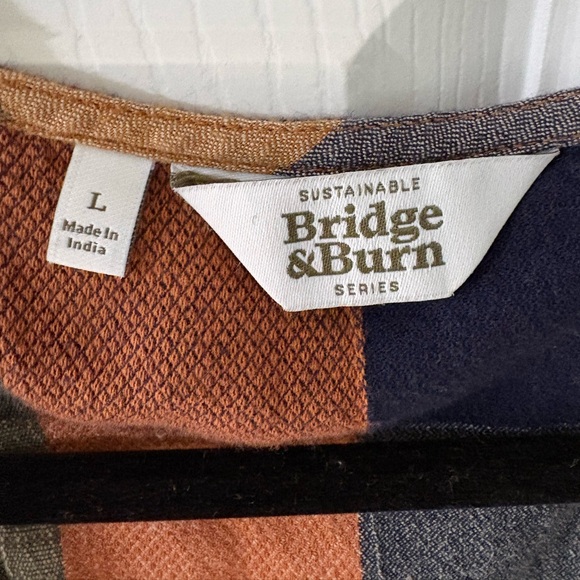 L
Made In
India
SUSTAINABLE
Bridge
&Burn
SERIES